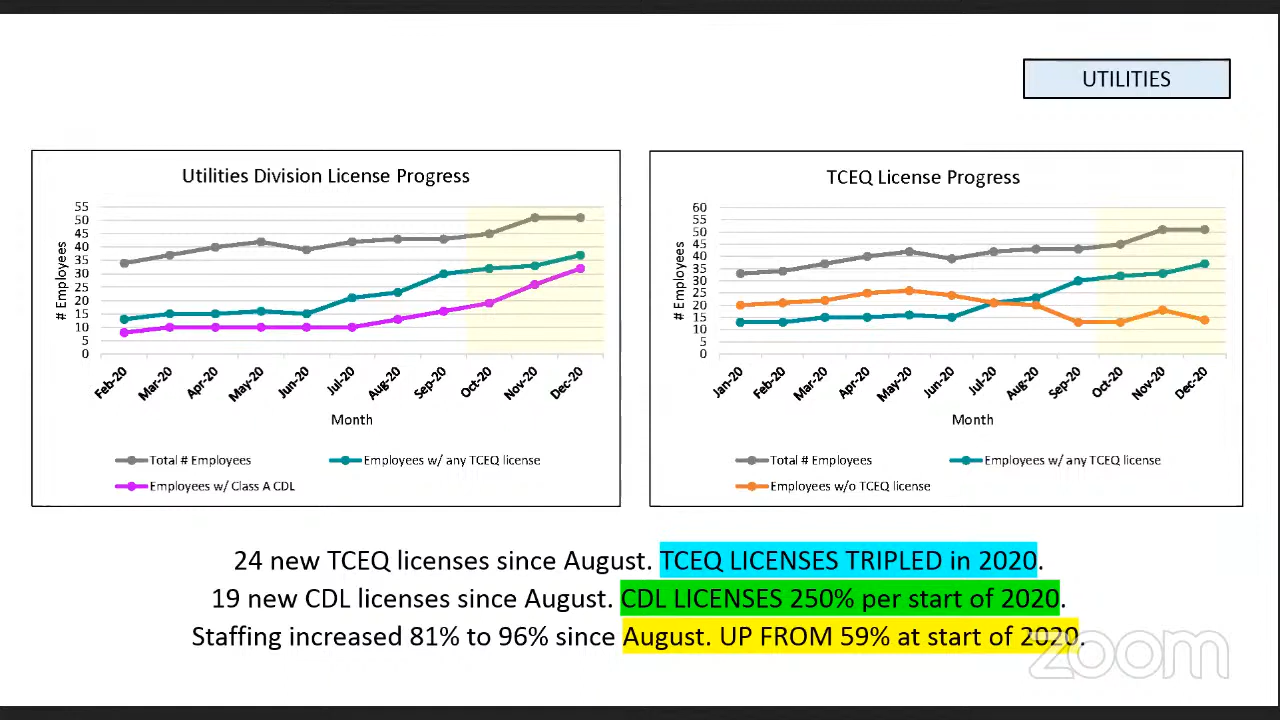 UTILITIES
Utilities Division License Progress
# Employees
55
50
45
40
35
30
25
20
15
10
5
0
Feb-20
Mar-20
Apr-20
May-20
Jun-20
Jul-20
Aug-20
Sep-20
Oct-20
Nov-20
Dec-20
Month
Total # Employees
Employees w/ any TCEQ license
Employees w/ Class A CDL
TCEQ License Progress
# Employees
60
55
50
45
40
35
30
25
20
15
10
5
0
Jan-20
Feb-20
Mar-20
Apr-20
May-20
Jun-20
Jul-20
Aug-20
Sep-20
Oct-20
Nov-20
Dec-20
Month
Total # Employees
Employees w/ any TCEQ license
Employees w/o TCEQ license
24 new TCEQ licenses since August. TCEQ LICENSES TRIPLED in 2020.
19 new CDL licenses since August. CDL LICENSES 250% per start of 2020.
Staffing increased 81% to 96% since August. UP FROM 59% at start of 2020.
zoom